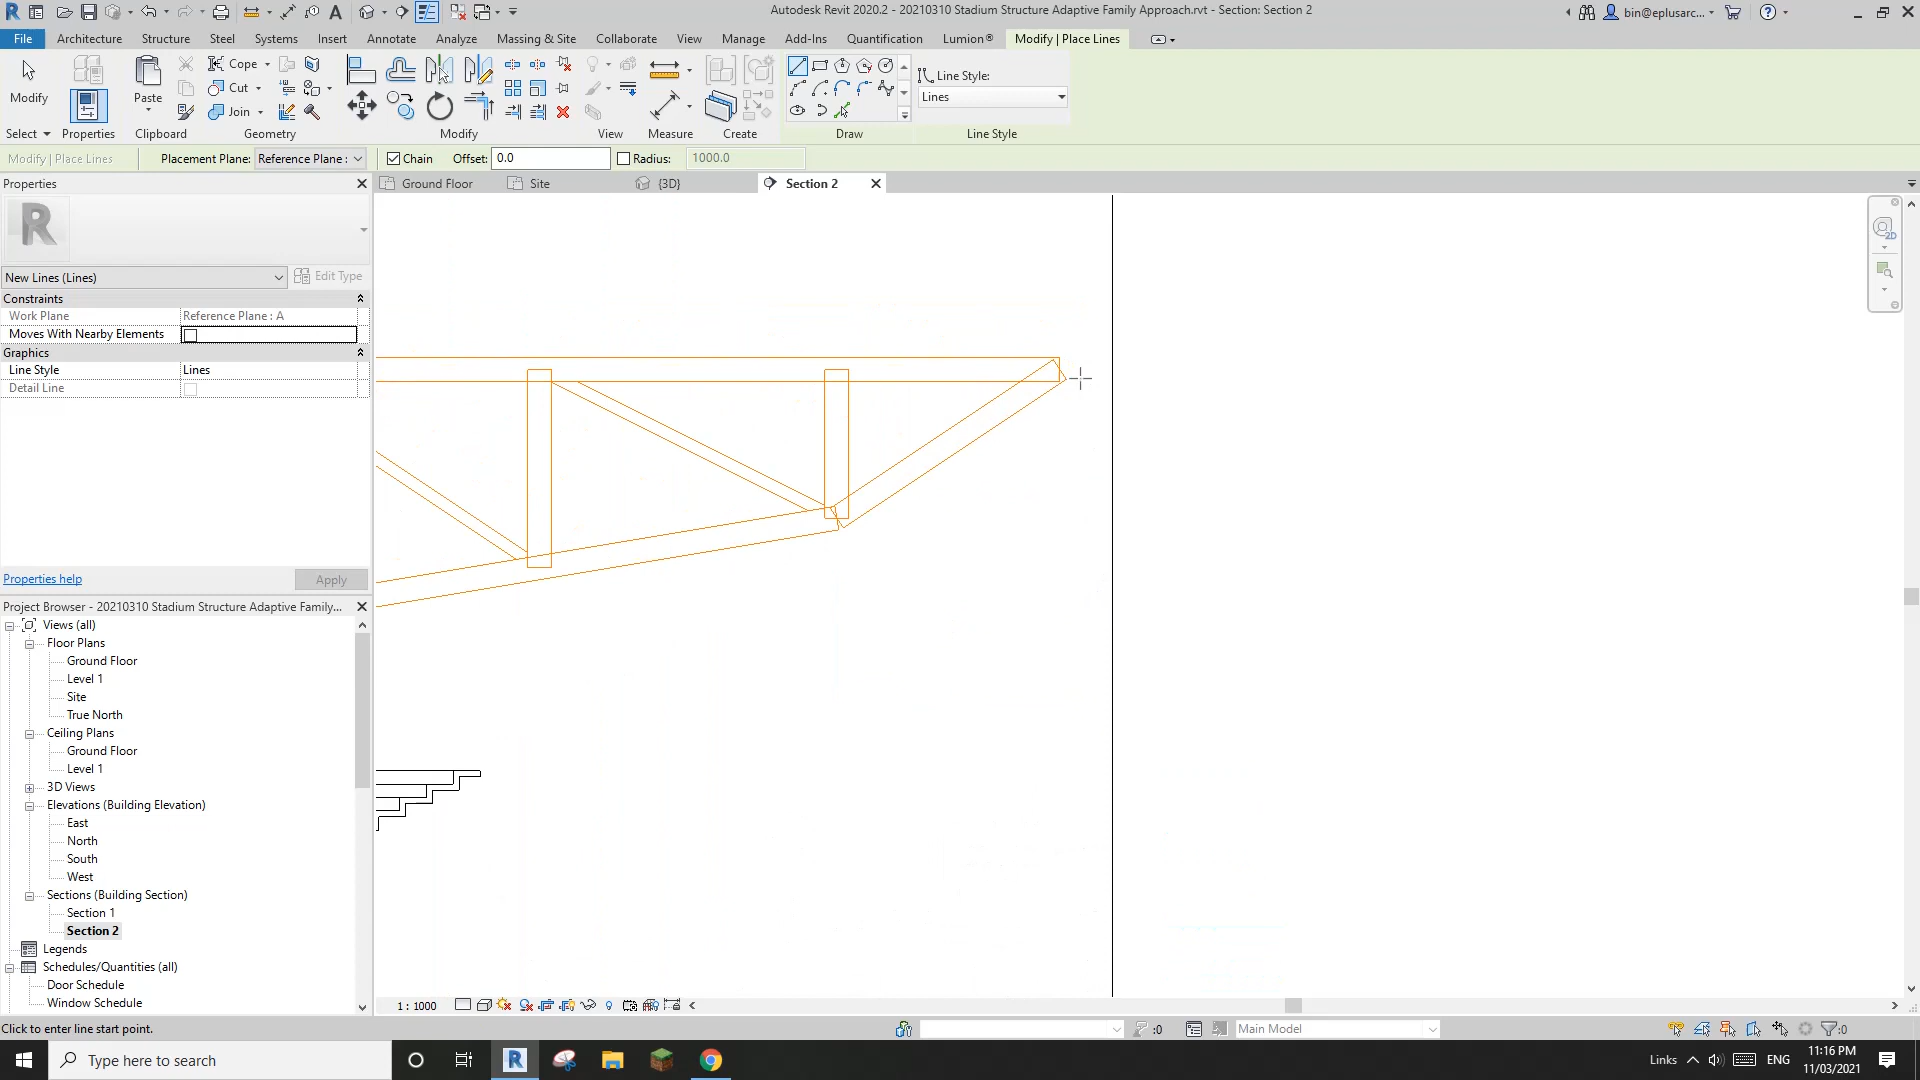 Autodesk Revit 2020.2 - 20210310 Stadium Structure Adaptive Family Approach.rvt - Section: Section 2
bin@eplusarc...
File Architecture Structure Steel Systems Insert Annotate Analyze Massing & Site Collaborate View Manage Add-Ins Quantification Lumion® Modify | Place Lines
Modify
Paste
Cope
Cut
Join
Line Style:
Lines
Select Properties Clipboard Geometry Modify View Measure Create Draw Line Style
Modify | Place Lines Placement Plane: Reference Plane : Chain Offset: 0.0 Radius: 1000.0
Properties
Ground Floor Site {3D} Section 2
New Lines (Lines) Edit Type
Constraints
Work Plane Reference Plane : A
Moves With Nearby Elements
Graphics
Line Style Lines
Detail Line
Properties help Apply
Project Browser - 20210310 Stadium Structure Adaptive Family...
Views (all)
Floor Plans
Ground Floor
Level 1
Site
True North
Ceiling Plans
Ground Floor
Level 1
3D Views
Elevations (Building Elevation)
East
North
South
West
Sections (Building Section)
Section 1
Section 2
Legends
Schedules/Quantities (all)
Door Schedule
Window Schedule
1 : 1000
2D
Click to enter line start point.
:0
Main Model
:0
Type here to search
Links
ENG
11:16 PM
11/03/2021